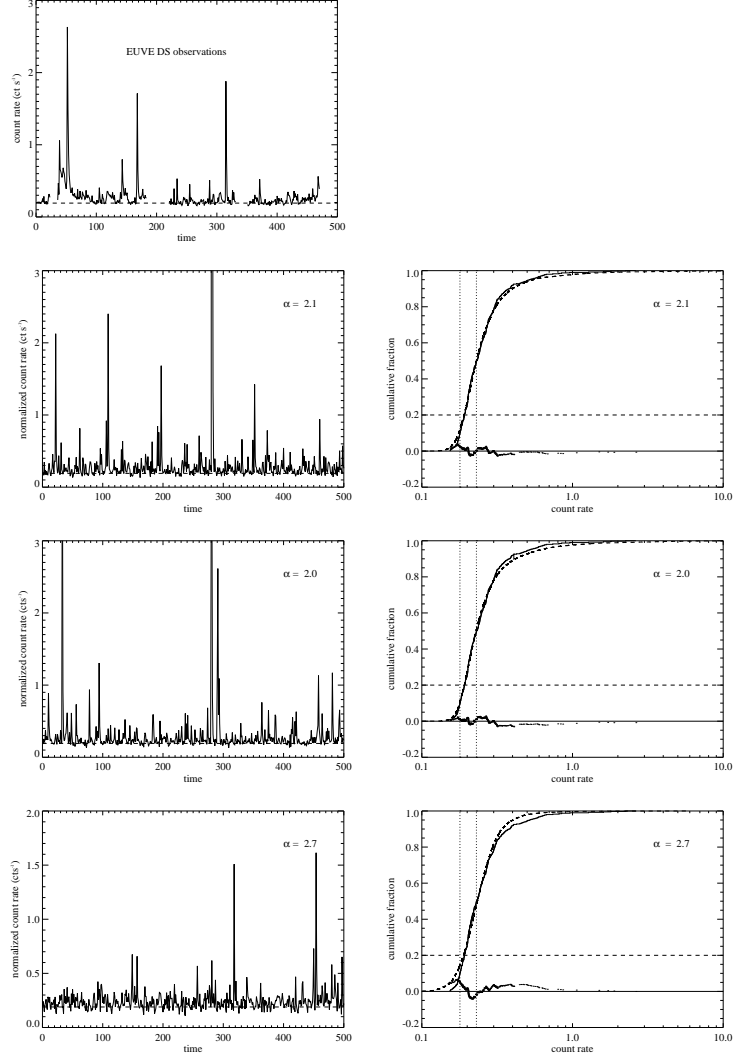 3
2
1
0
count rate (ct s⁻¹)
EUVE DS observations
0 100 200 300 400 500
time
3
2
1
0
normalized count rate (ct s⁻¹)
α = 2.1
0 100 200 300 400 500
time
1.0
0.8
0.6
0.4
0.2
0.0
-0.2
cumulative fraction
α = 2.1
0.1 1.0 10.0
count rate
3
2
1
0
normalized count rate (cts⁻¹)
α = 2.0
0 100 200 300 400 500
time
1.0
0.8
0.6
0.4
0.2
0.0
-0.2
cumulative fraction
α = 2.0
0.1 1.0 10.0
count rate
2.0
1.5
1.0
0.5
0.0
normalized count rate (cts⁻¹)
α = 2.7
0 100 200 300 400 500
time
1.0
0.8
0.6
0.4
0.2
0.0
-0.2
cumulative fraction
α = 2.7
0.1 1.0 10.0
count rate